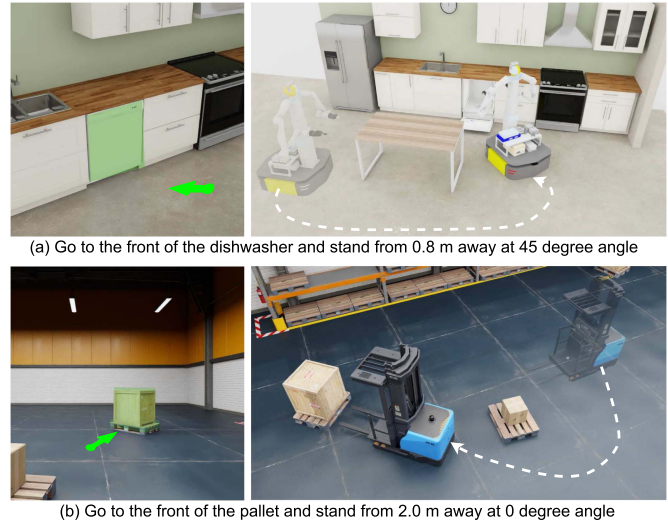 (a) Go to the front of the dishwasher and stand from 0.8 m away at 45 degree angle
(b) Go to the front of the pallet and stand from 2.0 m away at 0 degree angle